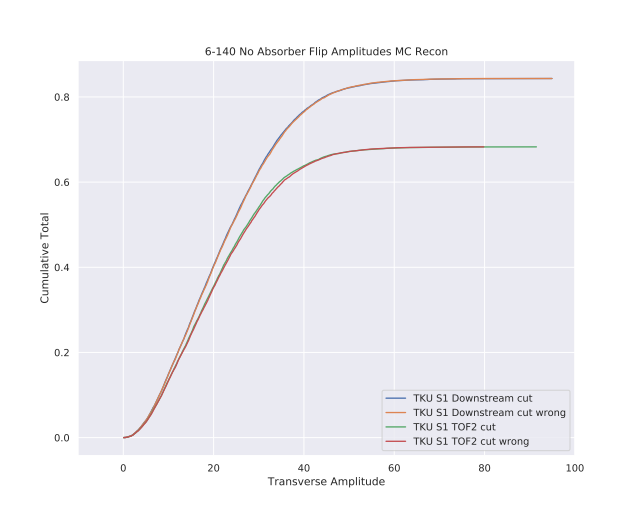 6-140 No Absorber Flip Amplitudes MC Recon
Cumulative Total
0.8
0.6
0.4
0.2
0.0
TKU S1 Downstream cut
TKU S1 Downstream cut wrong
TKU S1 TOF2 cut
TKU S1 TOF2 cut wrong
0 20 40 60 80 100
Transverse Amplitude